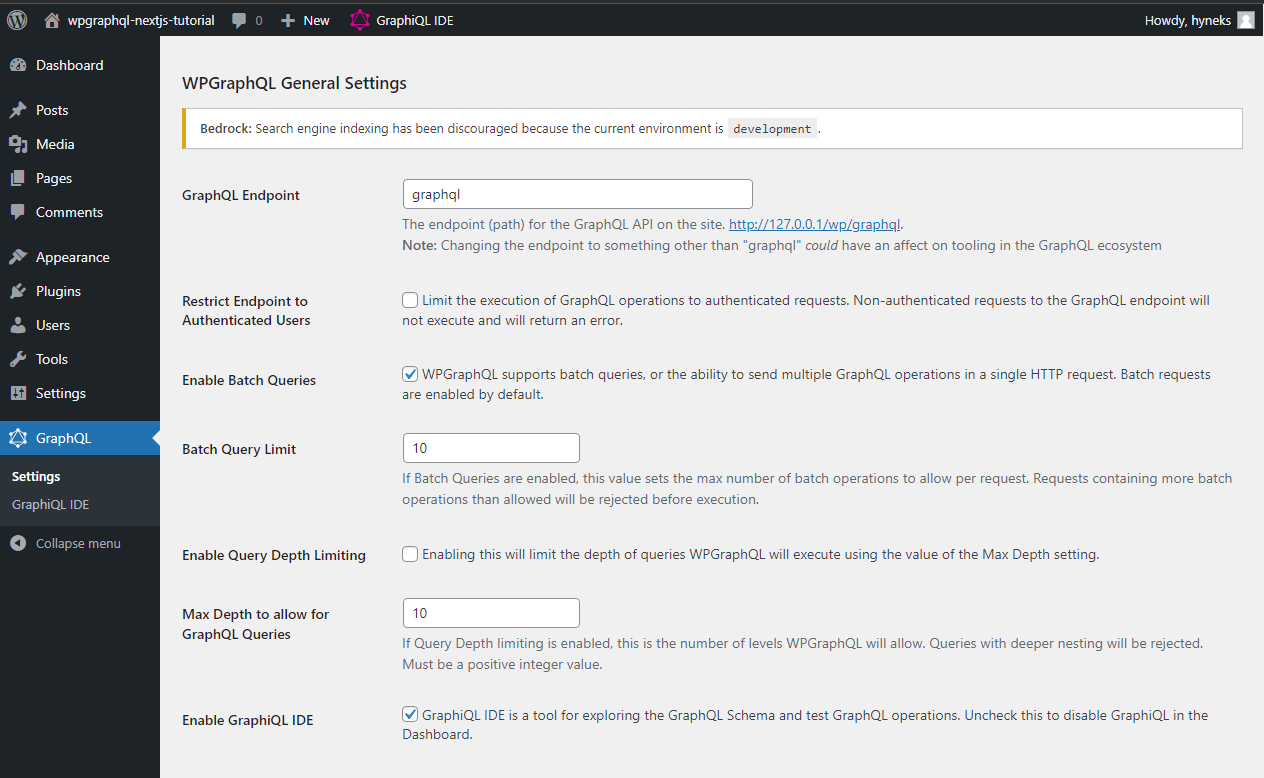 wpgraphql-nextjs-tutorial 0 New GraphiQL IDE Howdy, hyneks
Dashboard
Posts
Media
Pages
Comments
Appearance
Plugins
Users
Tools
Settings
GraphQL
Settings
GraphiQL IDE
Collapse menu
WPGraphQL General Settings
Bedrock: Search engine indexing has been discouraged because the current environment is development .
GraphQL Endpoint
graphql
The endpoint (path) for the GraphQL API on the site. http://127.0.0.1/wp/graphql.
Note: Changing the endpoint to something other than "graphql" could have an affect on tooling in the GraphQL ecosystem
Restrict Endpoint to
Authenticated Users
Limit the execution of GraphQL operations to authenticated requests. Non-authenticated requests to the GraphQL endpoint will
not execute and will return an error.
Enable Batch Queries
WPGraphQL supports batch queries, or the ability to send multiple GraphQL operations in a single HTTP request. Batch requests
are enabled by default.
Batch Query Limit
10
If Batch Queries are enabled, this value sets the max number of batch operations to allow per request. Requests containing more batch
operations than allowed will be rejected before execution.
Enable Query Depth Limiting
Enabling this will limit the depth of queries WPGraphQL will execute using the value of the Max Depth setting.
Max Depth to allow for
GraphQL Queries
10
If Query Depth limiting is enabled, this is the number of levels WPGraphQL will allow. Queries with deeper nesting will be rejected.
Must be a positive integer value.
Enable GraphiQL IDE
GraphiQL IDE is a tool for exploring the GraphQL Schema and test GraphQL operations. Uncheck this to disable GraphiQL in the
Dashboard.